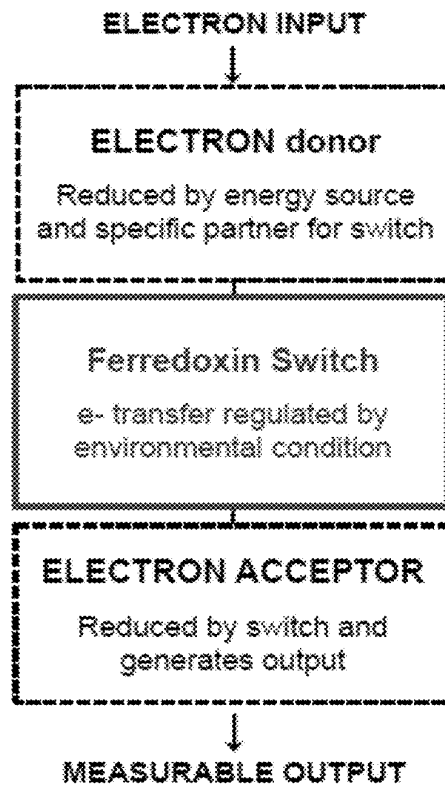 ELECTRON INPUT
ELECTRON donor
Reduced by energy source
and specific partner for switch
Ferredoxin Switch
e- transfer regulated by
environmental condition
ELECTRON ACCEPTOR
Reduced by switch and
generates output
MEASURABLE OUTPUT